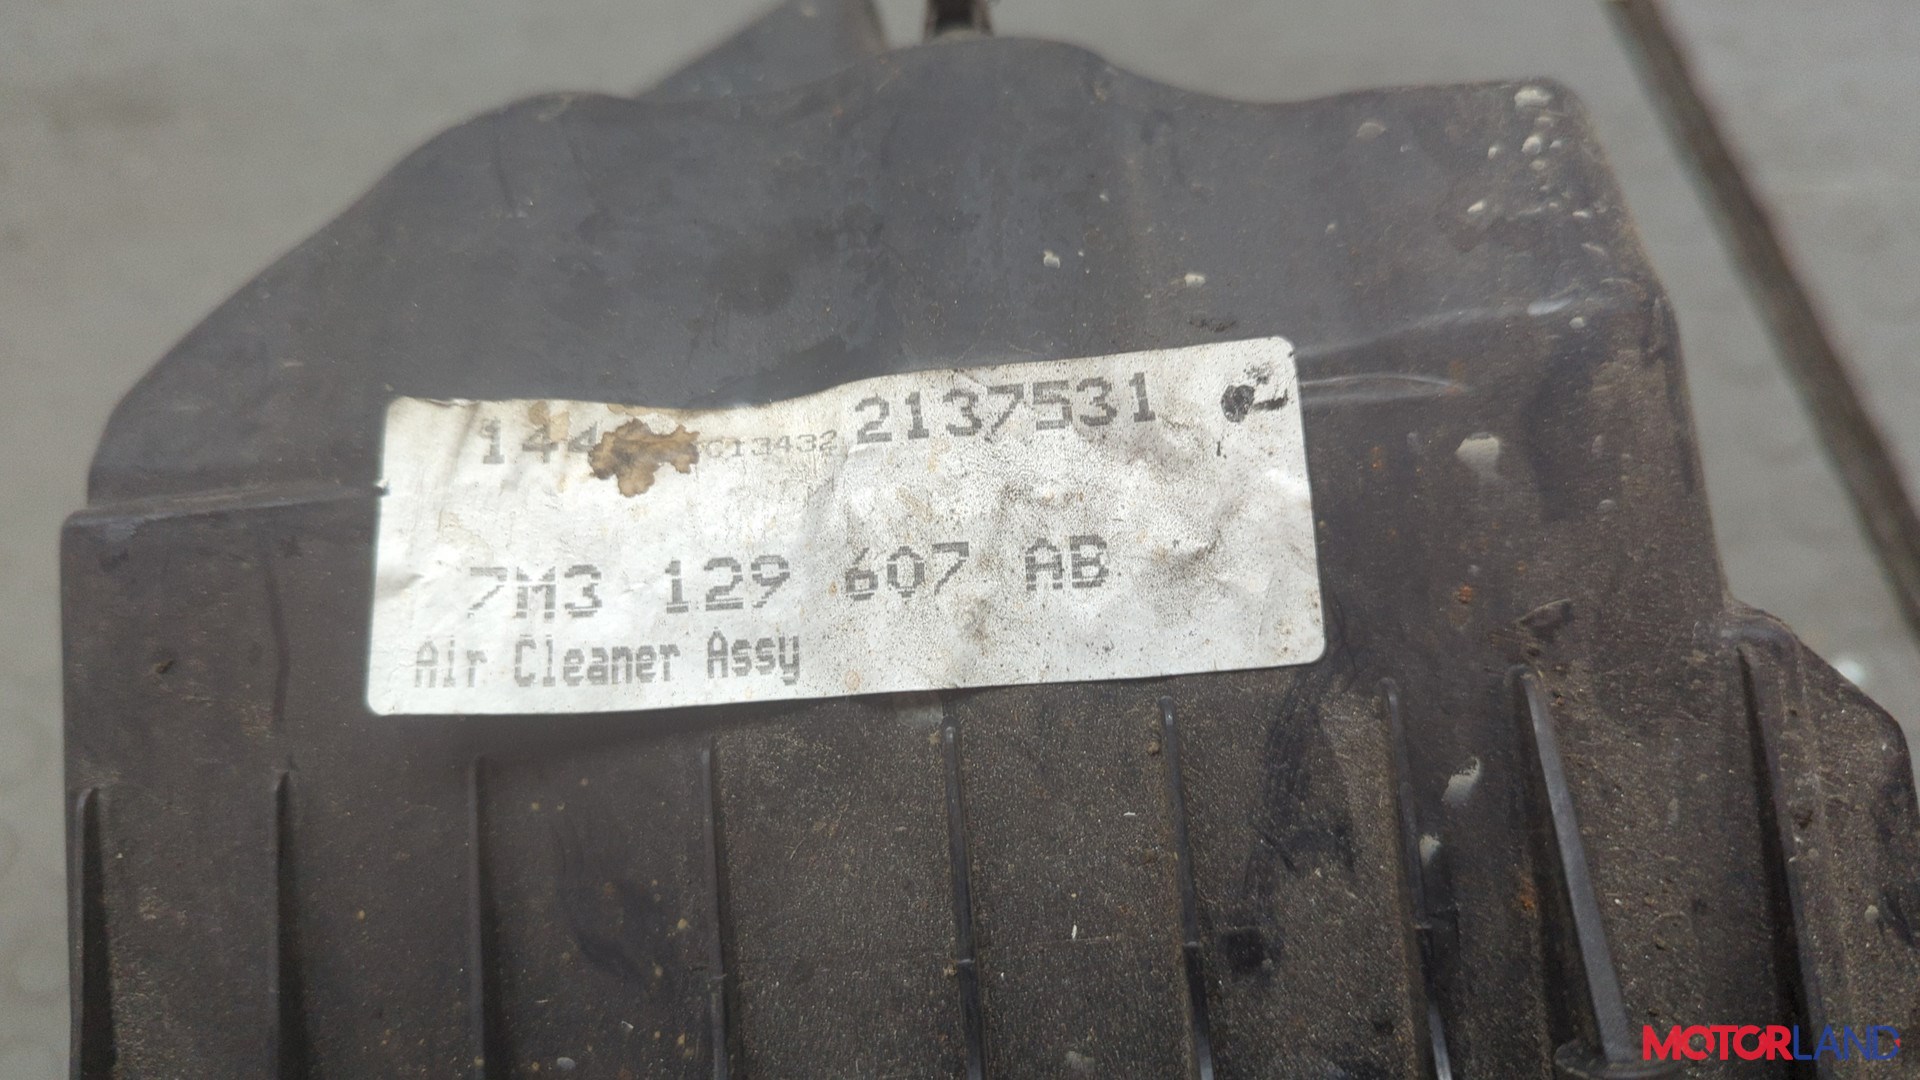 2137531
7M3 129 607 AB
Air Cleaner Assy
MOTORLAND